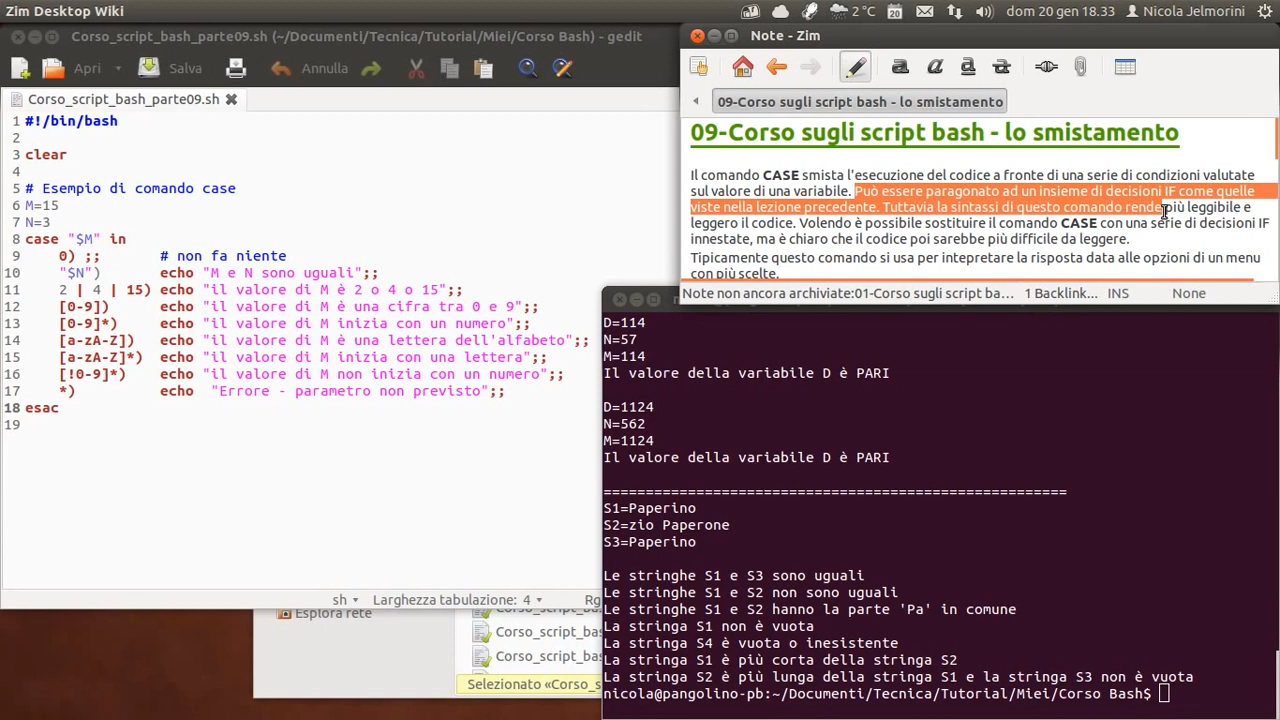 Zim Desktop Wiki
2 °C
20
dom 20 gen 18.33
Nicola Jelmorini
Corso_script_bash_parte09.sh (~/Documenti/Tecnica/Tutorial/Miei/Corso Bash) - gedit
Apri
Salva
Annulla
Corso_script_bash_parte09.sh
1 #!/bin/bash
2
3 clear
4
5 # Esempio di comando case
6 M=15
7 N=3
8 case "$M" in
9 0) ;; # non fa niente
10 "$N") echo "M e N sono uguali";;
11 2 | 4 | 15) echo "il valore di M è 2 o 4 o 15";;
12 [0-9]) echo "il valore di M è una cifra tra 0 e 9";;
13 [0-9]*) echo "il valore di M inizia con un numero";;
14 [a-zA-Z]) echo "il valore di M è una lettera dell'alfabeto";;
15 [a-zA-Z]*) echo "il valore di M inizia con una lettera";;
16 [!0-9]*) echo "il valore di M non inizia con un numero";;
17 *) echo "Errore - parametro non previsto";;
18 esac
19
sh
Larghezza tabulazione: 4
Esplora rete
Corso_script_bas
Corso_script_bas
Selezionato «Corso_s
Note - Zim
a a a a
09-Corso sugli script bash - lo smistamento
09-Corso sugli script bash - lo smistamento
Il comando CASE smista l'esecuzione del codice a fronte di una serie di condizioni valutate
sul valore di una variabile. Può essere paragonato ad un insieme di decisioni IF come quelle
viste nella lezione precedente. Tuttavia la sintassi di questo comando rende più leggibile e
leggero il codice. Volendo è possibile sostituire il comando CASE con una serie di decisioni IF
innestate, ma è chiaro che il codice poi sarebbe più difficile da leggere.
Tipicamente questo comando si usa per intepretare la risposta data alle opzioni di un menu
con più scelte.
Note non ancora archiviate:01-Corso sugli script ba...
1 Backlink...
INS
None
D=114
N=57
M=114
Il valore della variabile D è PARI
D=1124
N=562
M=1124
Il valore della variabile D è PARI
=======================================================
S1=Paperino
S2=zio Paperone
S3=Paperino
Le stringhe S1 e S3 sono uguali
Le stringhe S1 e S2 non sono uguali
Le stringhe S1 e S2 hanno la parte 'Pa' in comune
La stringa S1 non è vuota
La stringa S4 è vuota o inesistente
La stringa S1 è più corta della stringa S2
La stringa S2 è più lunga della stringa S1 e la stringa S3 non è vuota
nicola@pangolino-pb:~/Documenti/Tecnica/Tutorial/Miei/Corso Bash$